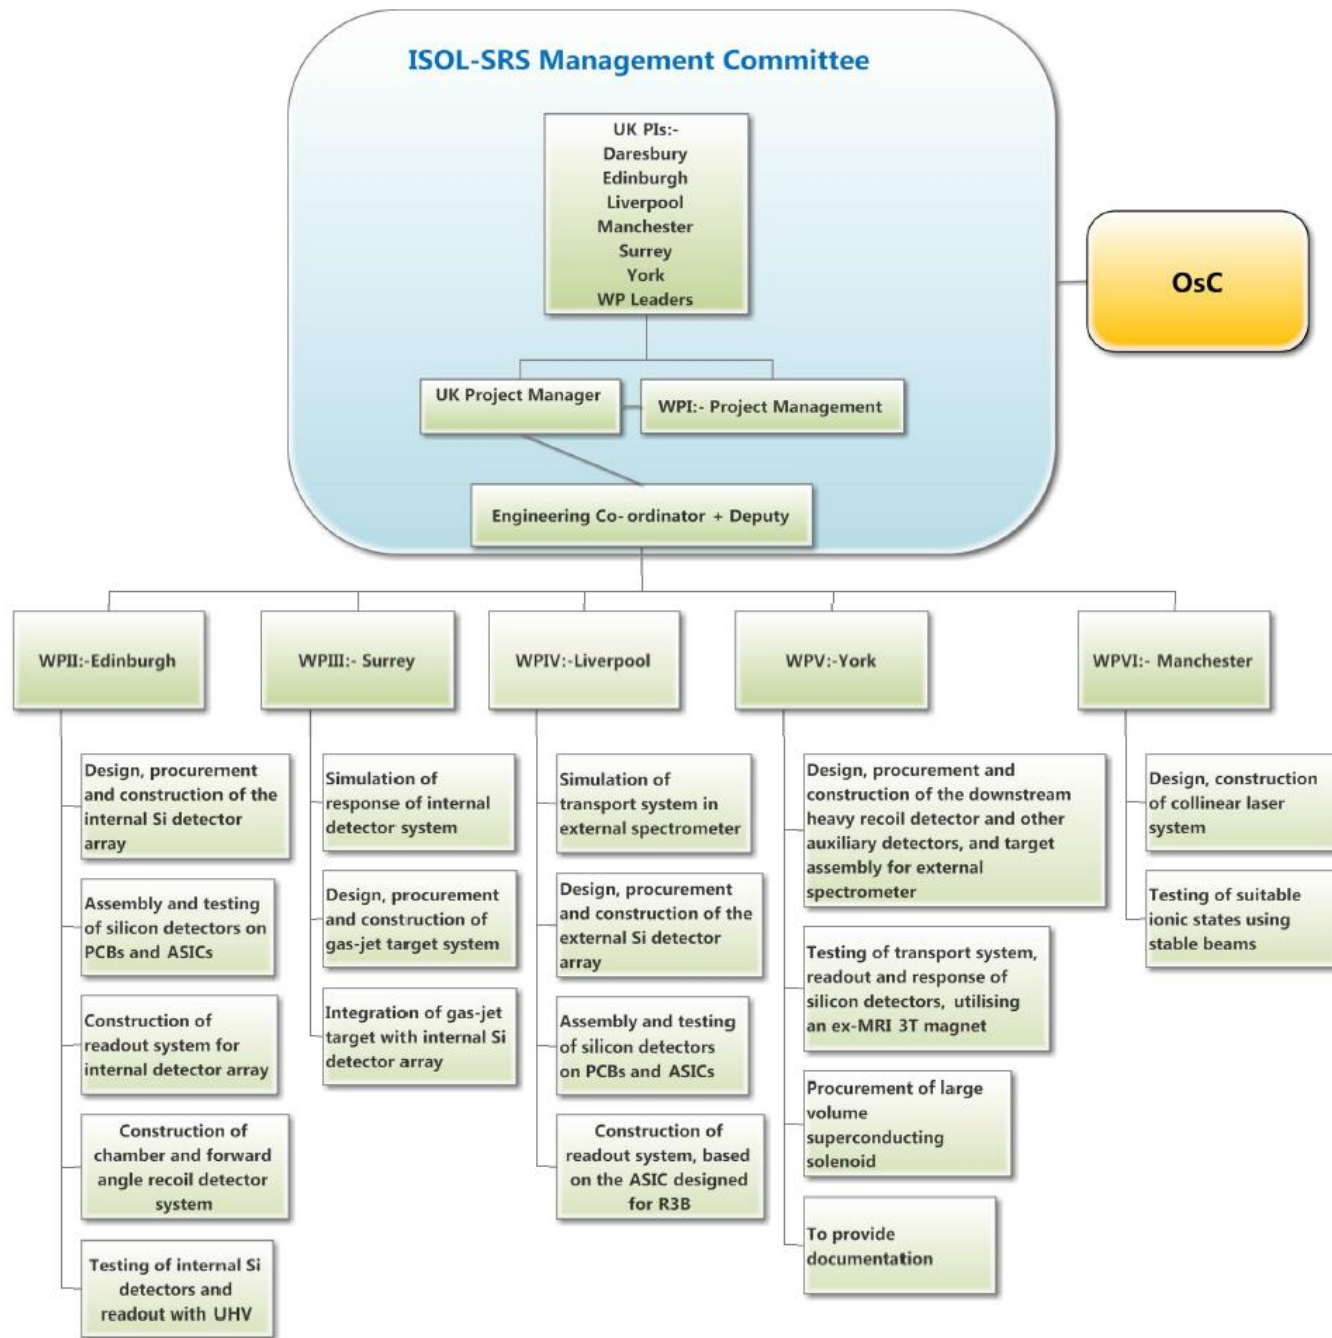 ISOL-SRS Management Committee
UK PIs:-
Daresbury
Edinburgh
Liverpool
Manchester
Surrey
York
WP Leaders
OsC
UK Project Manager
WPI:- Project Management
Engineering Co-ordinator + Deputy
WPII:-Edinburgh
WPIII:- Surrey
WPIV:-Liverpool
WPV:-York
WPVI:- Manchester
Design, procurement
and construction of the
internal Si detector
array
Assembly and testing
of silicon detectors on
PCBs and ASICs
Construction of
readout system for
internal detector array
Construction of
chamber and forward
angle recoil detector
system
Testing of internal Si
detectors and
readout with UHV
Simulation of
response of internal
detector system
Design, procurement
and construction of
gas-jet target system
Integration of gas-jet
target with internal Si
detector array
Simulation of
transport system in
external spectrometer
Design, procurement
and construction of the
external Si detector
array
Assembly and testing
of silicon detectors
on PCBs and ASICs
Construction of
readout system, based
on the ASIC designed
for R3B
Design, procurement and
construction of the downstream
heavy recoil detector and other
auxiliary detectors, and target
assembly for external
spectrometer
Testing of transport system,
readout and response of
silicon detectors, utilising
an ex-MRI 3T magnet
Procurement of large
volume
superconducting
solenoid
To provide
documentation
Design, construction
of collinear laser
system
Testing of suitable
ionic states using
stable beams